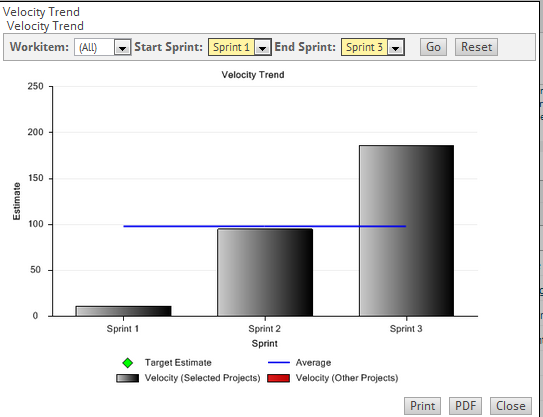 Velocity Trend
Velocity Trend
Workitem: (All) Start Sprint: Sprint 1 End Sprint: Sprint 3 Go Reset
Velocity Trend
250
200
150
100
50
0
Estimate
Sprint 1 Sprint 2 Sprint 3
Sprint
Target Estimate Average
Velocity (Selected Projects) Velocity (Other Projects)
Print PDF Close